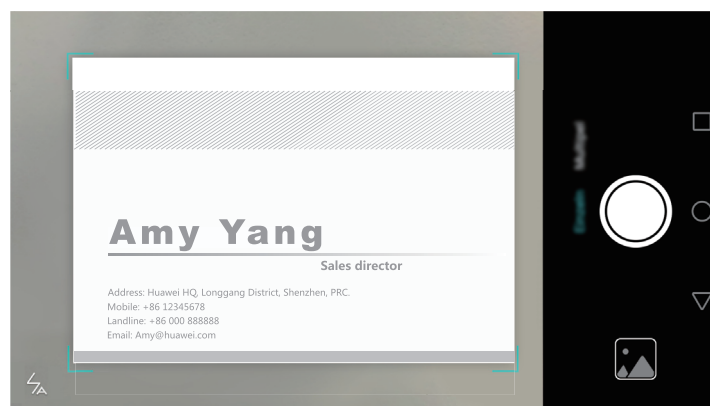 Amy Yang
Sales director
Address: Huawei HQ, Longgang District, Shenzhen, PRC.
Mobile: +86 12345678
Landline: +86 000 888888
Email: Amy@huawei.com
Multipel